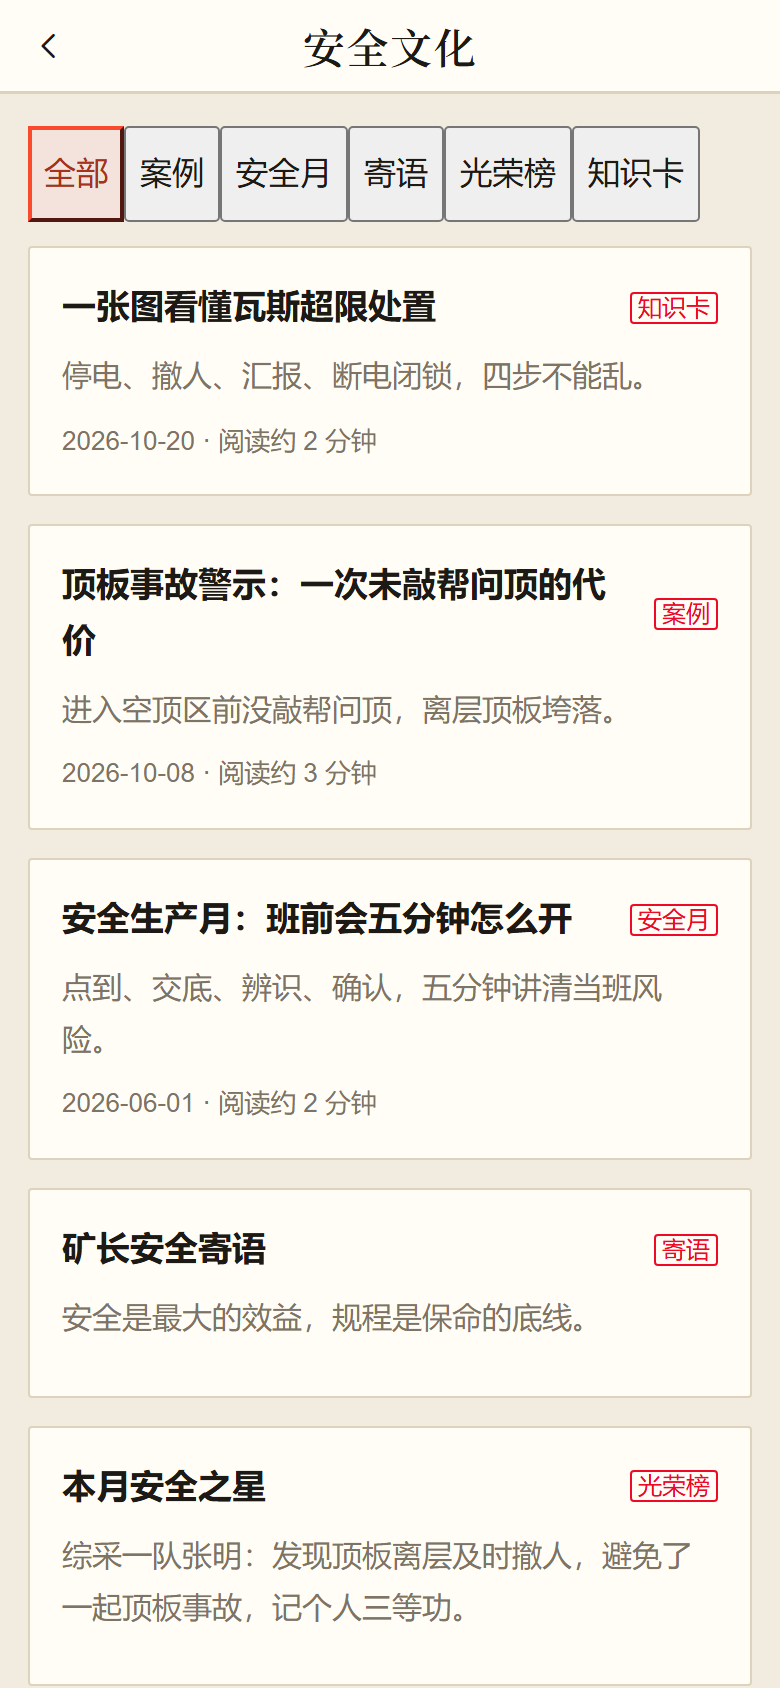 安全文化
全部 案例 安全月 寄语 光荣榜 知识卡
一张图看懂瓦斯超限处置 知识卡
停电、撤人、汇报、断电闭锁，四步不能乱。
2026-10-20 · 阅读约 2 分钟
顶板事故警示：一次未敲帮问顶的代
价
案例
进入空顶区前没敲帮问顶，离层顶板垮落。
2026-10-08 · 阅读约 3 分钟
安全生产月：班前会五分钟怎么开 安全月
点到、交底、辨识、确认，五分钟讲清当班风
险。
2026-06-01 · 阅读约 2 分钟
矿长安全寄语 寄语
安全是最大的效益，规程是保命的底线。
本月安全之星 光荣榜
综采一队张明：发现顶板离层及时撤人，避免了
一起顶板事故，记个人三等功。